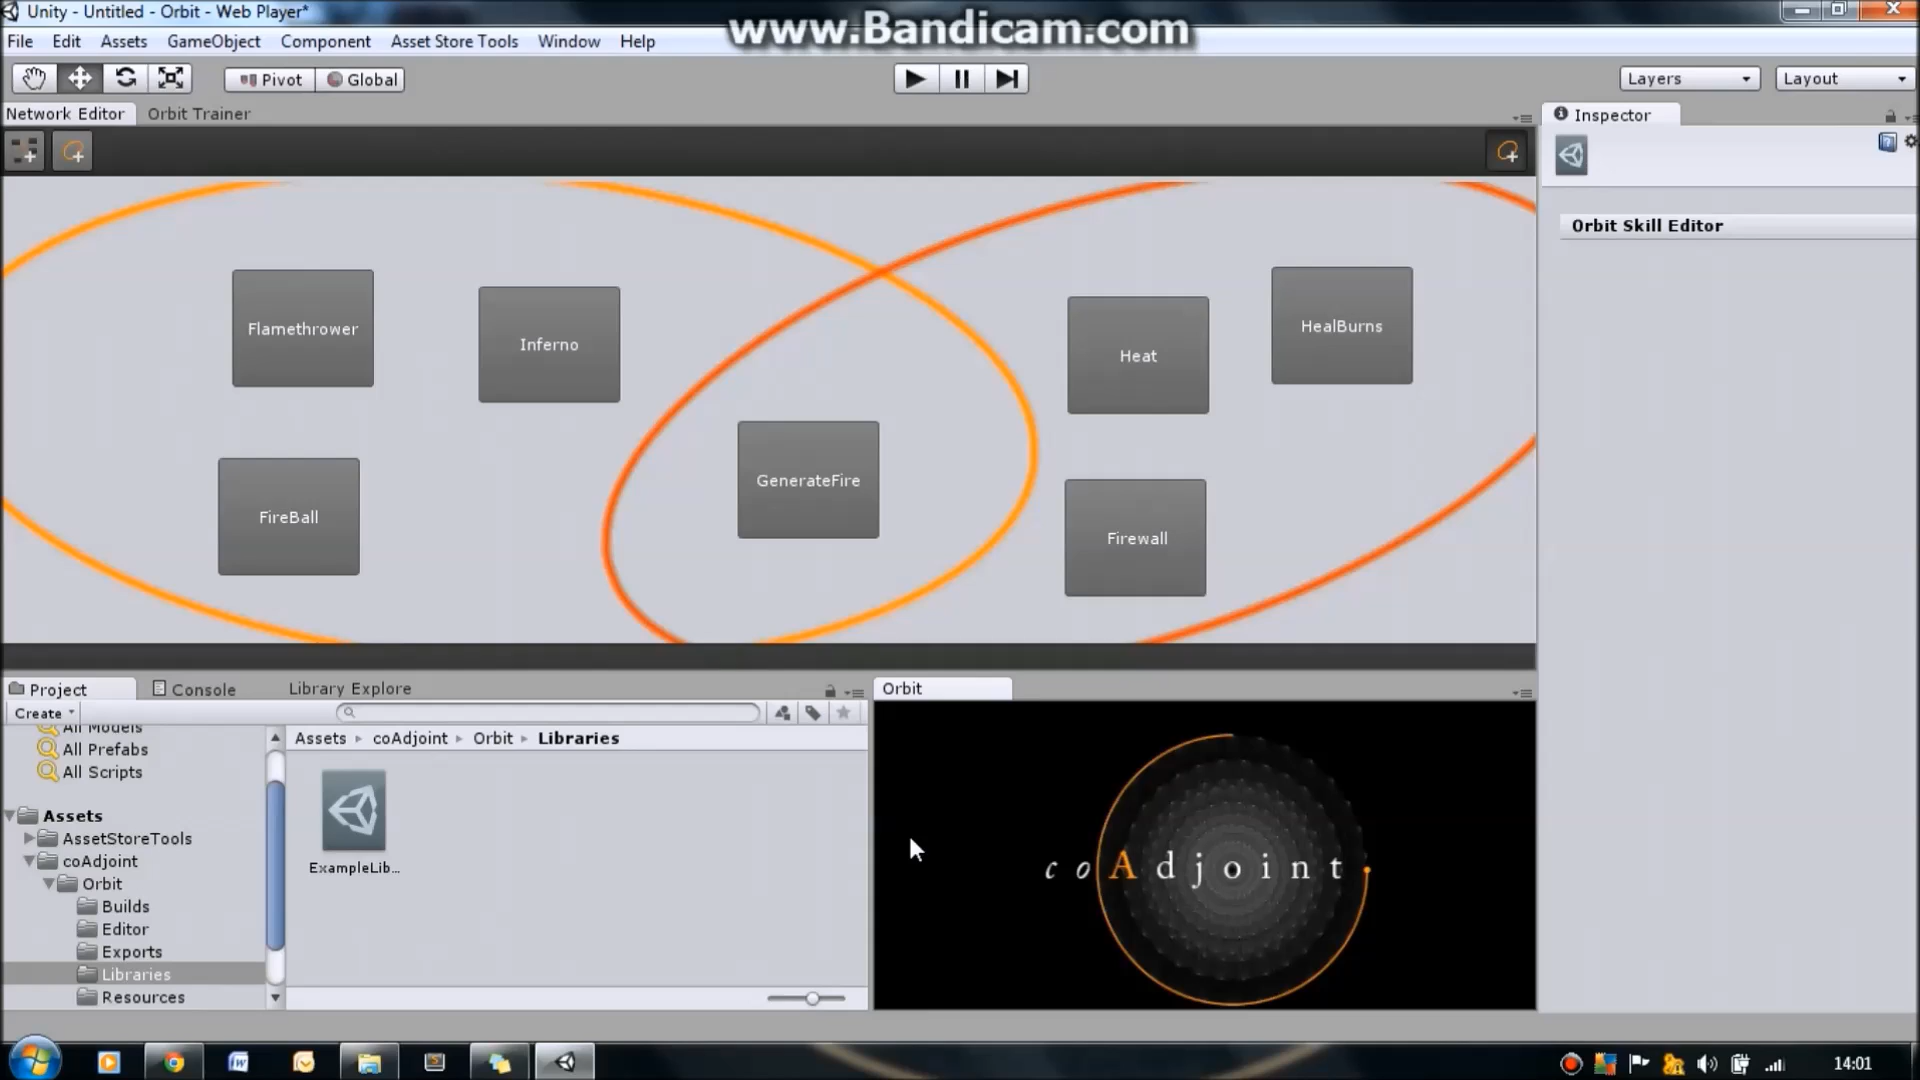 Unity - Untitled - Orbit - Web Player*
www.Bandicam.com
File Edit Assets GameObject Component Asset Store Tools Window Help
Pivot Global Layers Layout
Network Editor Orbit Trainer Inspector
Orbit Skill Editor
Flamethrower Inferno Heat HealBurns
FireBall GenerateFire Firewall
Project Console Library Explore Orbit
Create
All Models
All Prefabs
All Scripts
Assets
AssetStoreTools
coAdjoint
Orbit
Builds
Editor
Exports
Libraries
Resources
Assets coAdjoint Orbit Libraries
ExampleLib...
coAdjoint
14:01